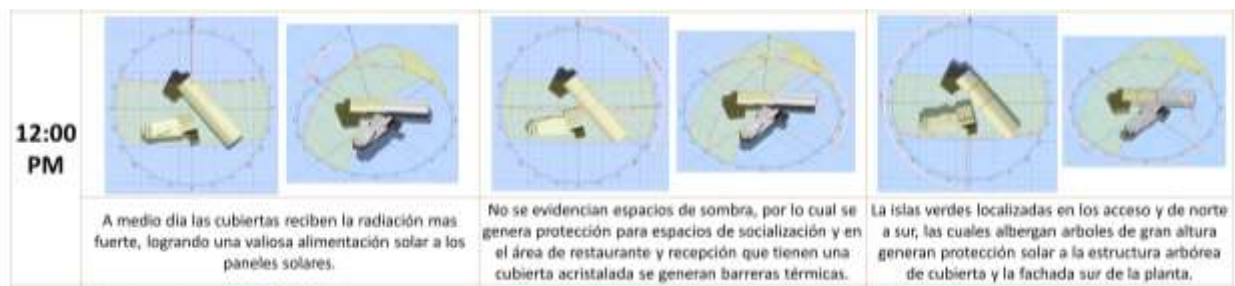 12:00
PM
A medio dia las cubiertas reciben la radiación mas
fuerte, logrando una valiosa alimentación solar a los
paneles solares.
No se evidencian espacios de sombra, por lo cual se
genera protección para espacios de socialización y en
el área de restaurante y recepción que tienen una
cubierta acristalada se generan barreras térmicas.
La islas verdes localizadas en los acceso y de norte
a sur, las cuales albergan arboles de gran altura
generan protección solar a la estructura arbórea
de cubierta y la fachada sur de la planta.